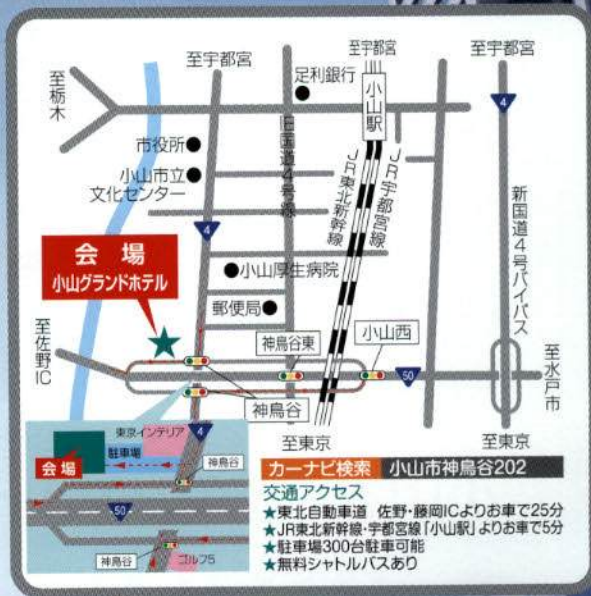 至宇都宮
至宇都宮
至宇都宮
足利銀行
至栃木
小山駅
4
市役所
旧国道4号線
小山市立
文化センター
JR東北新幹線
JR宇都宮線
新国道4号バイパス
4
会場
小山グランドホテル
小山厚生病院
郵便局
至佐野IC
神鳥谷東
小山西
50
至水戸市
神鳥谷
至東京
至東京
東京インテリア
4
駐車場
会場
神鳥谷
50
神鳥谷
ゴルフ5
カーナビ検索 小山市神鳥谷202
交通アクセス
★東北自動車道 佐野・藤岡ICよりお車で25分
★JR東北新幹線・宇都宮線「小山駅」よりお車で5分
★駐車場300台駐車可能
★無料シャトルバスあり